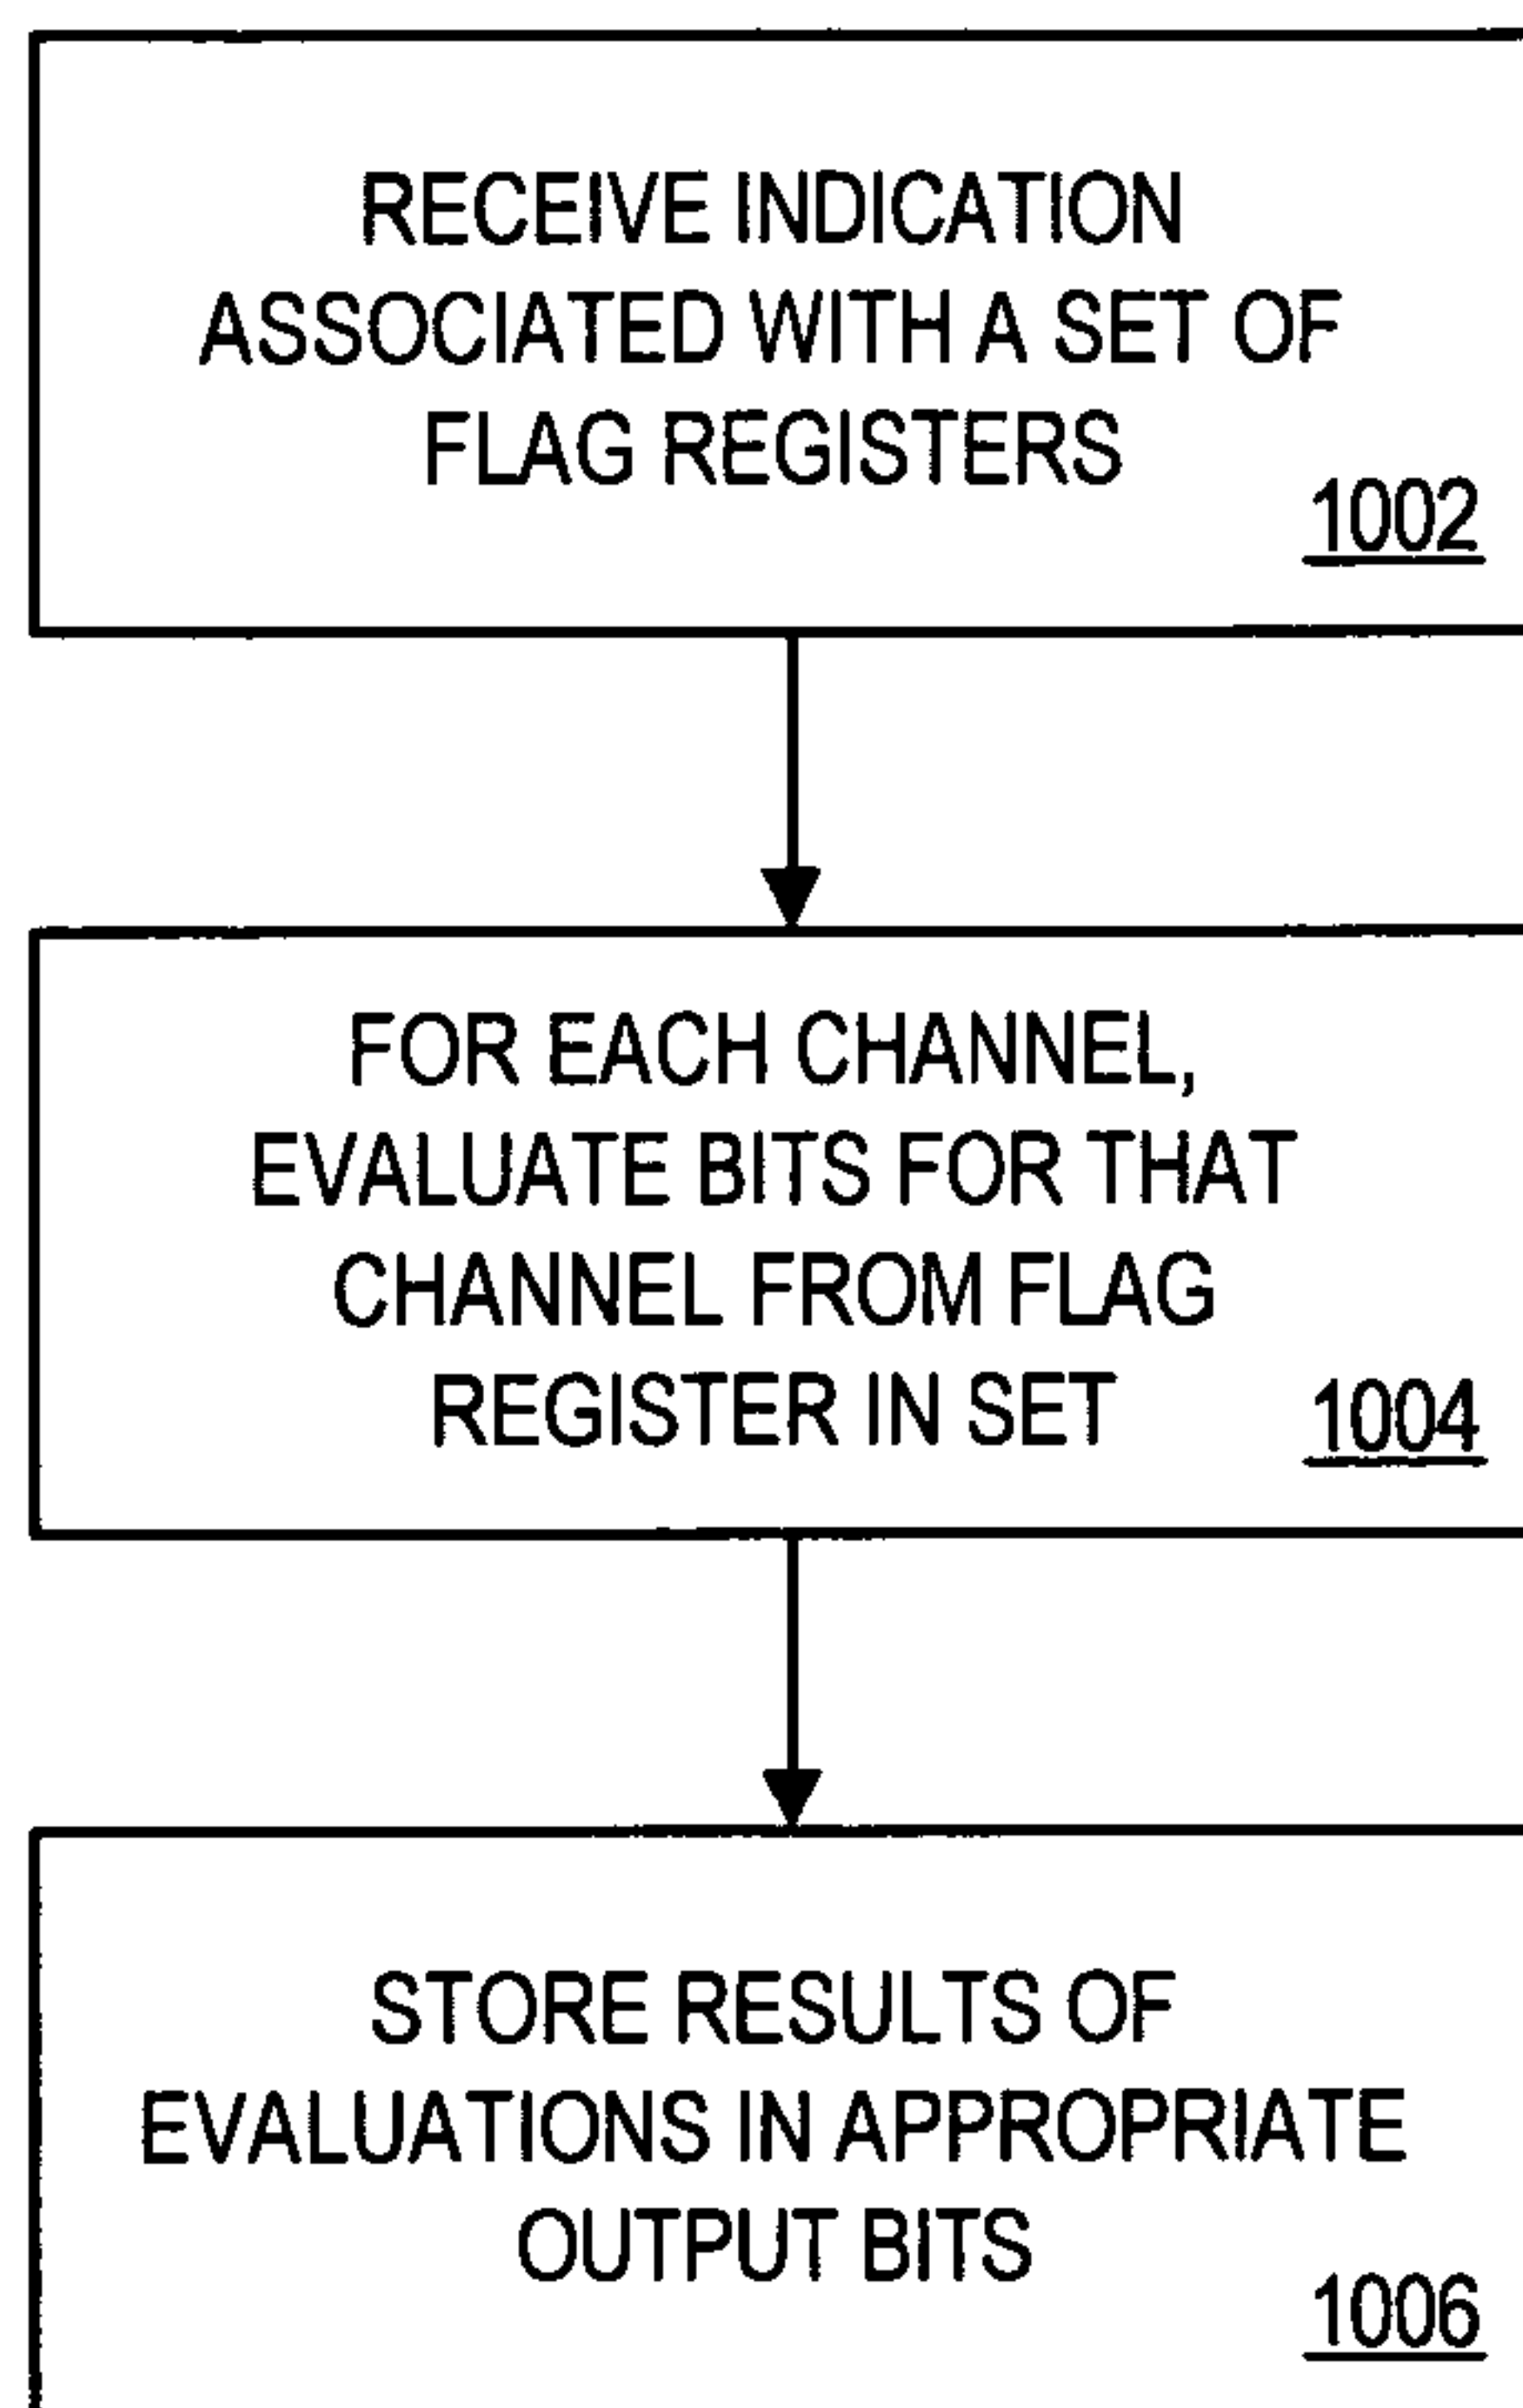 RECEIVE INDICATION
ASSOCIATED WITH A SET OF
FLAG REGISTERS
1002
FOR EACH CHANNEL,
EVALUATE BITS FOR THAT
CHANNEL FROM FLAG
REGISTER IN SET
1004
STORE RESULTS OF
EVALUATIONS IN APPROPRIATE
OUTPUT BITS
1006